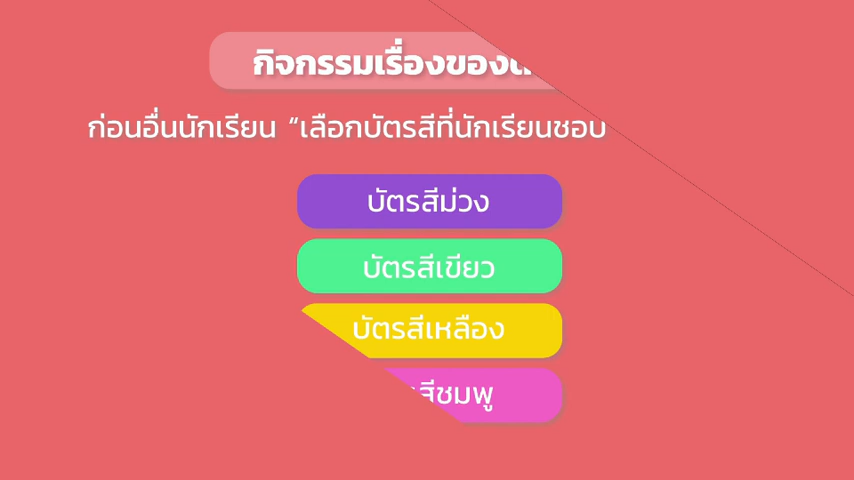 กิจกรรมเรื่องของ
ก่อนอื่นนักเรียน “เลือกบัตรสีที่นักเรียนชอบ
บัตรสีม่วง
บัตรสีเขียว
บัตรสีเหลือง
สีชมพู